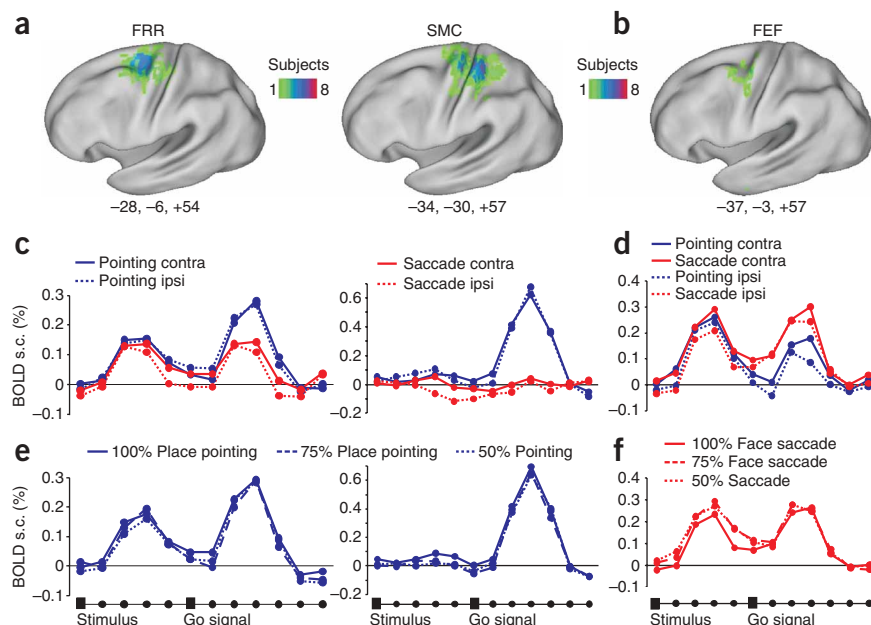 a
FRR
SMC
b
FEF
Subjects
1 8
Subjects
1 8
–28, –6, +54
–34, –30, +57
–37, –3, +57
c
Pointing contra
Pointing ipsi
Saccade contra
Saccade ipsi
d
Pointing contra
Saccade contra
Pointing ipsi
Saccade ipsi
BOLD s.c. (%)
0.3
0.2
0.1
0
–0.1
0.6
0.4
0.2
0
–0.2
0.4
0.3
0.2
0.1
0
–0.1
e
100% Place pointing
75% Place pointing
50% Pointing
f
100% Face saccade
75% Face saccade
50% Saccade
BOLD s.c. (%)
0.3
0.2
0.1
0
–0.1
0.6
0.4
0.2
0
–0.2
0.4
0.3
0.2
0.1
0
–0.1
Stimulus Go signal
Stimulus Go signal
Stimulus Go signal